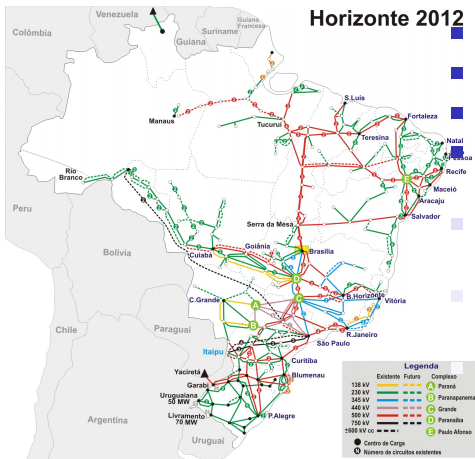 Horizonte 2012
Venezuela
Colômbia
Guiana
Suriname
Guiana
Francesa
Manaus
Tucuruí
S.Luís
Fortaleza
Teresina
Natal
Pessoa
Recife
Maceió
Aracaju
Salvador
E
Rio
Branco
Peru
Serra da Mesa
Bolivia
Cuiabá
Goiânia
Brasília
D
C.Grande
A
B
C
B.Horizonte
Vitória
Chile
Paraguai
R.Janeiro
São Paulo
Itaipu
Curitiba
Yaciretá
Blumenau
Garabi
Uruguaiana
50 MW
Livramento
70 MW
P.Alegre
Argentina
Uruguai
Legenda
Existente Futuro Complexo
138 kV A Paraná
230 kV B Paranapanema
345 kV C Grande
440 kV D Paranaíba
500 kV E Paulo Afonso
750 kV
±600 kV cc
Centro de Carga
N Número de circuitos existentes